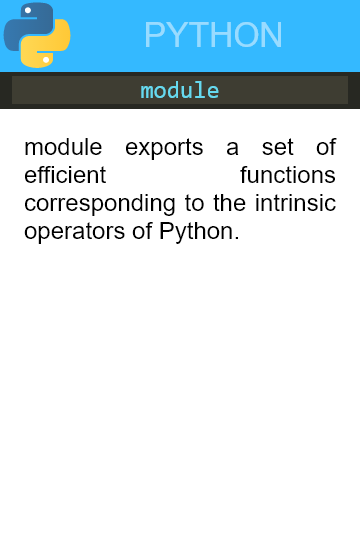 PYTHON
module
module exports a set of
efficient functions
corresponding to the intrinsic
operators of Python.